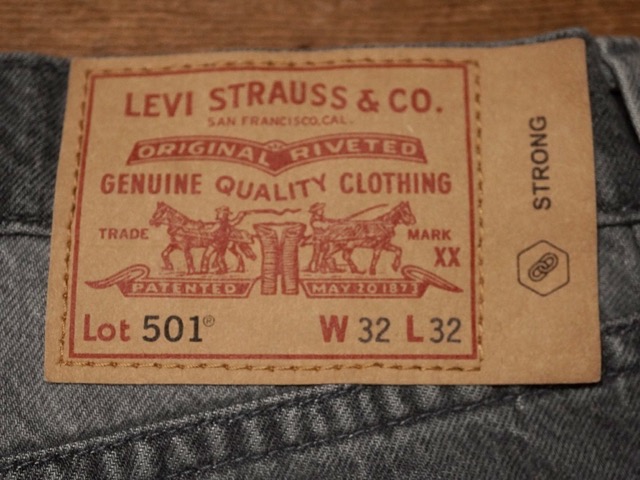 LEVI STRAUSS & CO.
SAN FRANCISCO, CAL.
ORIGINAL RIVETED
GENUINE QUALITY CLOTHING
TRADE MARK
XX
PATENTED MAY 20 1873
Lot 501® W 32 L 32
STRONG